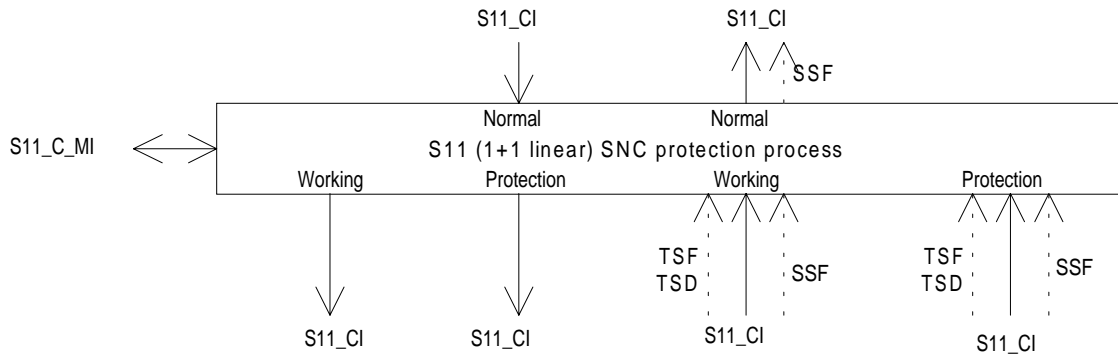 S11_CI S11_CI
SSF
Normal Normal
S11_C_MI
S11 (1+1 linear) SNC protection process
Working Protection Working Protection
TSF SSF TSF SSF
TSD TSD
S11_CI S11_CI S11_CI S11_CI